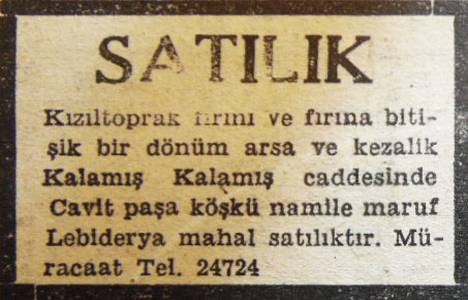 SATILIK
Kızıltoprak fırını ve fırına biti-
şik bir dönüm arsa ve kezalik
Kalamış Kalamış caddesinde
Cavit paşa köşkü namile maruf
Lebiderya mahal satılıktır. Mü-
racaat Tel. 24724